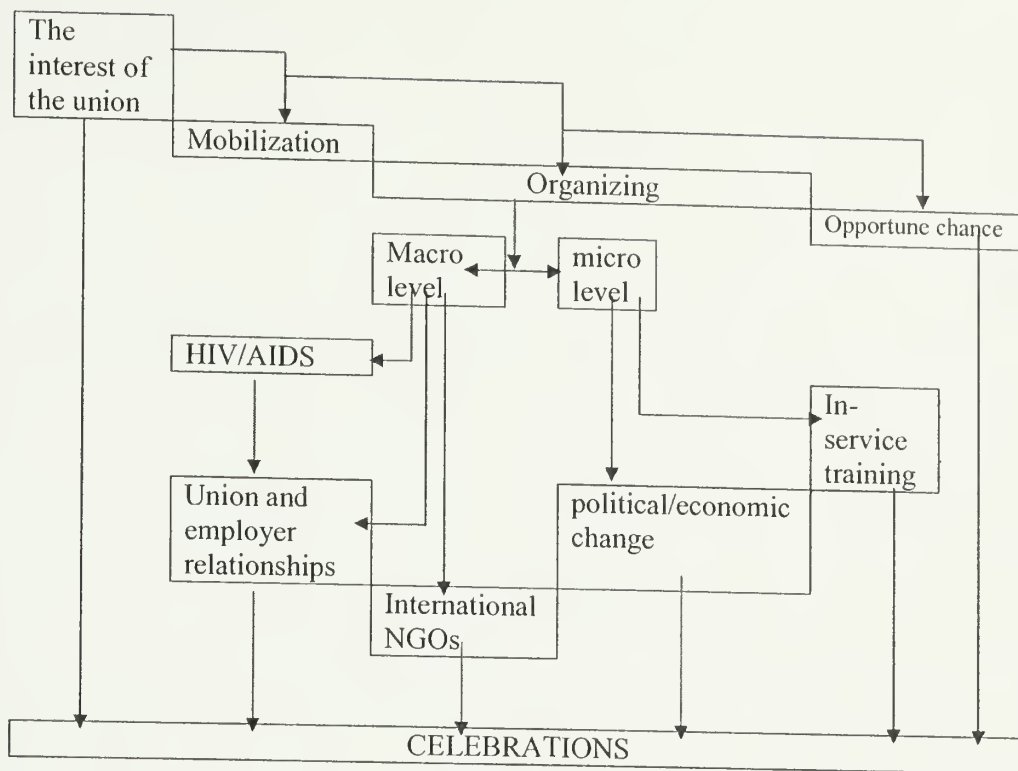 The
interest of
the union
Mobilization
Organizing
Opportune chance
Macro
level
micro
level
HIV/AIDS
In-
service
training
Union and
employer
relationships
political/economic
change
International
NGOs
CELEBRATIONS